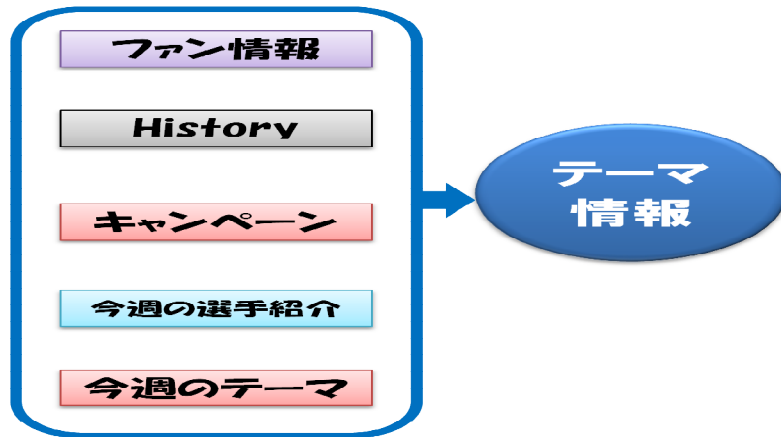 ファン情報
History
キャンペーン
今週の選手紹介
今週のテーマ
テーマ
情報